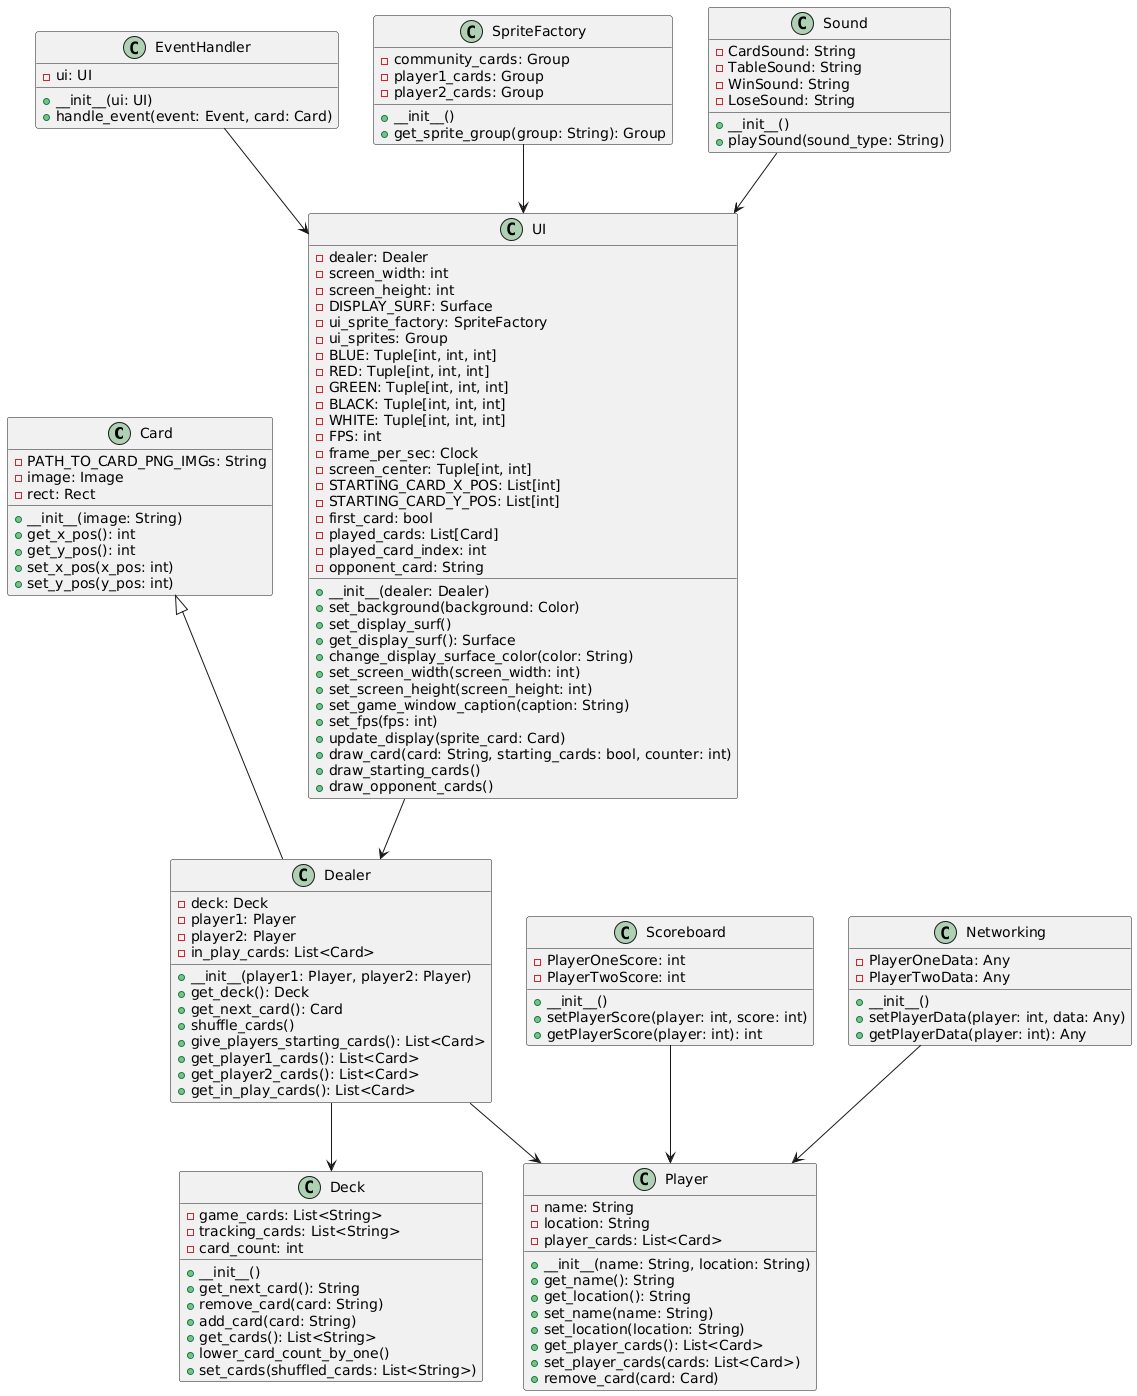 C EventHandler
ui: UI
__init__(ui: UI)
handle_event(event: Event, card: Card)
C SpriteFactory
community_cards: Group
player1_cards: Group
player2_cards: Group
__init__()
get_sprite_group(group: String): Group
C Sound
CardSound: String
TableSound: String
WinSound: String
LoseSound: String
__init__()
playSound(sound_type: String)
C UI
dealer: Dealer
screen_width: int
screen_height: int
DISPLAY_SURF: Surface
ui_sprite_factory: SpriteFactory
ui_sprites: Group
BLUE: Tuple[int, int, int]
RED: Tuple[int, int, int]
GREEN: Tuple[int, int, int]
BLACK: Tuple[int, int, int]
WHITE: Tuple[int, int, int]
FPS: int
frame_per_sec: Clock
screen_center: Tuple[int, int]
STARTING_CARD_X_POS: List[int]
STARTING_CARD_Y_POS: List[int]
first_card: bool
played_cards: List[Card]
played_card_index: int
opponent_card: String
__init__(dealer: Dealer)
set_background(background: Color)
set_display_surf()
get_display_surf(): Surface
change_display_surface_color(color: String)
set_screen_width(screen_width: int)
set_screen_height(screen_height: int)
set_game_window_caption(caption: String)
set_fps(fps: int)
update_display(sprite_card: Card)
draw_card(card: String, starting_cards: bool, counter: int)
draw_starting_cards()
draw_opponent_cards()
C Card
PATH_TO_CARD_PNG_IMGs: String
image: Image
rect: Rect
__init__(image: String)
get_x_pos(): int
get_y_pos(): int
set_x_pos(x_pos: int)
set_y_pos(y_pos: int)
C Dealer
deck: Deck
player1: Player
player2: Player
in_play_cards: List<Card>
__init__(player1: Player, player2: Player)
get_deck(): Deck
get_next_card(): Card
shuffle_cards()
give_players_starting_cards(): List<Card>
get_player1_cards(): List<Card>
get_player2_cards(): List<Card>
get_in_play_cards(): List<Card>
C Scoreboard
PlayerOneScore: int
PlayerTwoScore: int
__init__()
setPlayerScore(player: int, score: int)
getPlayerScore(player: int): int
C Networking
PlayerOneData: Any
PlayerTwoData: Any
__init__()
setPlayerData(player: int, data: Any)
getPlayerData(player: int): Any
C Deck
game_cards: List<String>
tracking_cards: List<String>
card_count: int
__init__()
get_next_card(): String
remove_card(card: String)
add_card(card: String)
get_cards(): List<String>
lower_card_count_by_one()
set_cards(shuffled_cards: List<String>)
C Player
name: String
location: String
player_cards: List<Card>
__init__(name: String, location: String)
get_name(): String
get_location(): String
set_name(name: String)
set_location(location: String)
get_player_cards(): List<Card>
set_player_cards(cards: List<Card>)
remove_card(card: Card)